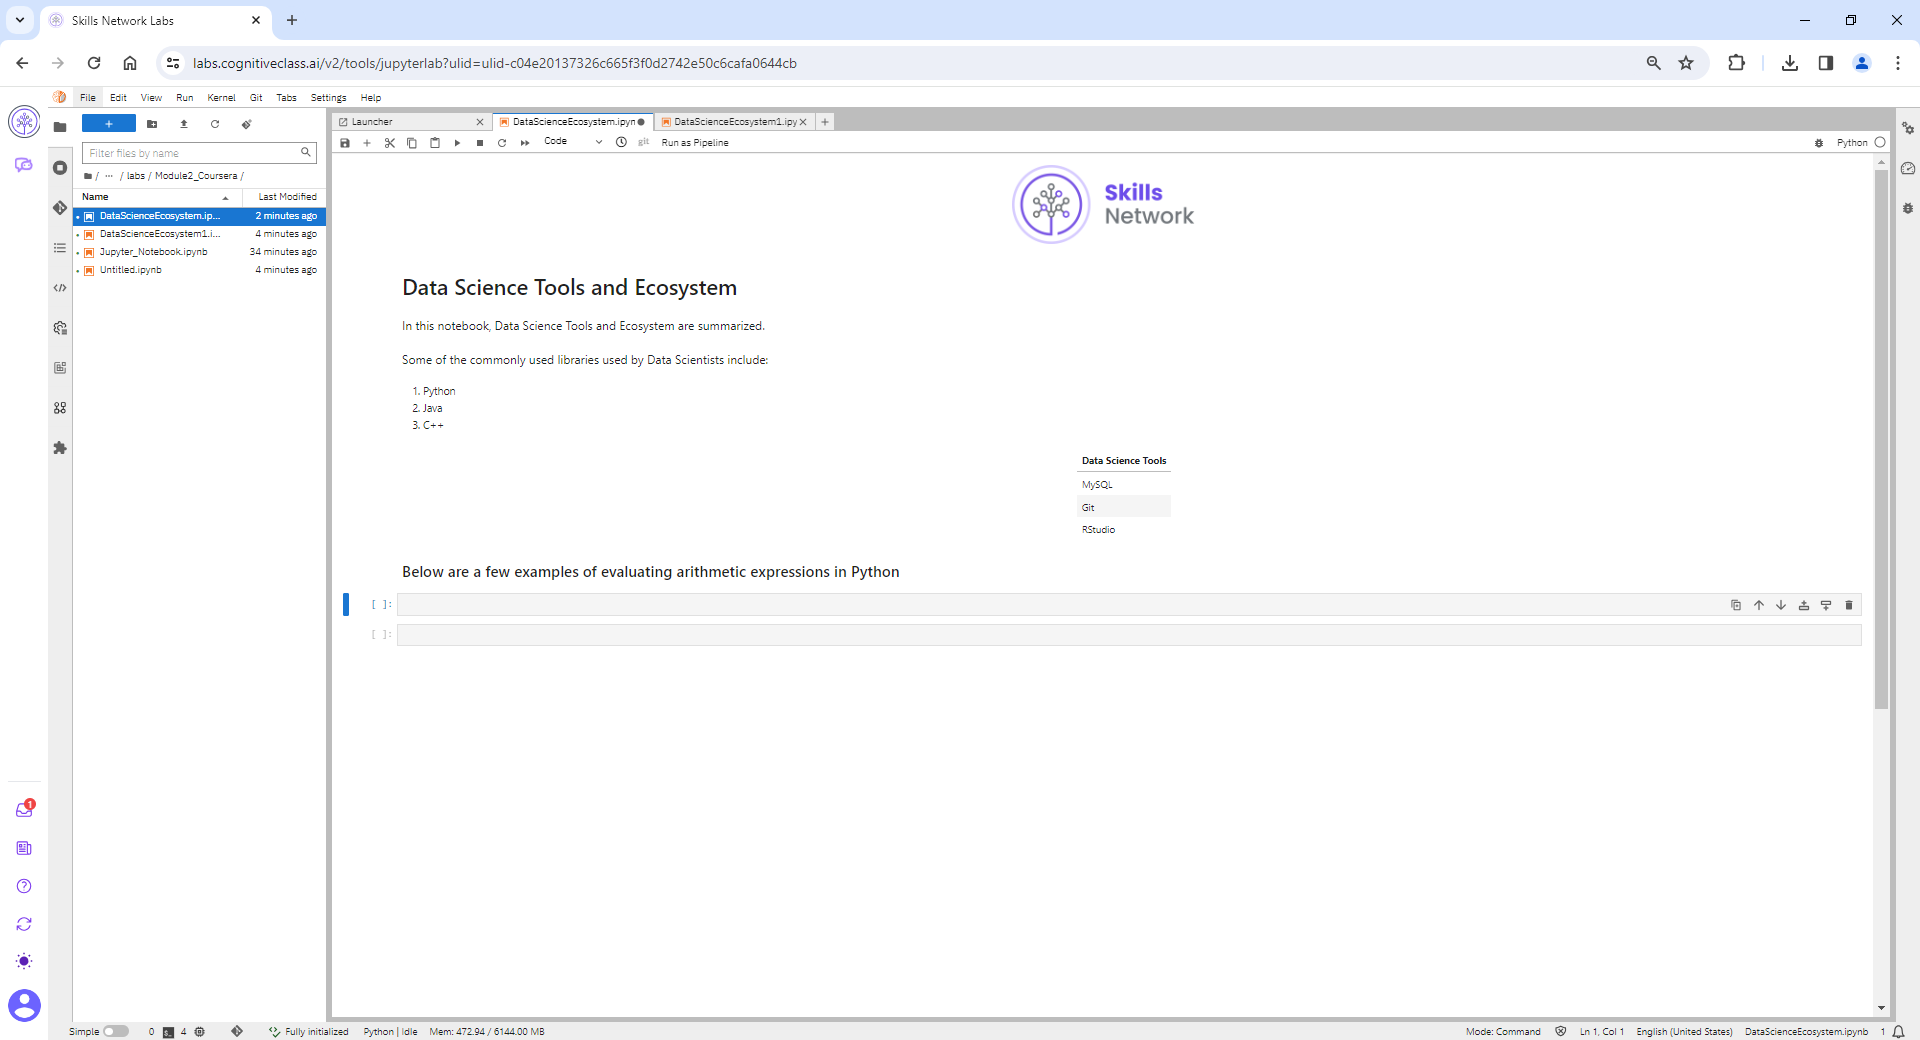 Skills Network Labs
labs.cognitiveclass.ai/v2/tools/jupyterlab?ulid=ulid-c04e20137326c665f3f0d2742e50c6cafa0644cb
File Edit View Run Kernel Git Tabs Settings Help
Launcher
DataScienceEcosystem.ipyn
DataScienceEcosystem1.ipy
Code
git
Run as Pipeline
Python
Filter files by name
/ ... / labs / Module2_Coursera /
Name Last Modified
DataScienceEcosystem.ip... 2 minutes ago
DataScienceEcosystem1.i... 4 minutes ago
Jupyter_Notebook.ipynb 34 minutes ago
Untitled.ipynb 4 minutes ago
Skills
Network
Data Science Tools and Ecosystem
In this notebook, Data Science Tools and Ecosystem are summarized.
Some of the commonly used libraries used by Data Scientists include:
1. Python
2. Java
3. C++
Data Science Tools
MySQL
Git
RStudio
Below are a few examples of evaluating arithmetic expressions in Python
[ ]:
[ ]:
1
Simple 0 4 Fully initialized Python | Idle Mem: 472.94 / 6144.00 MB Mode: Command Ln 1, Col 1 English (United States) DataScienceEcosystem.ipynb 1